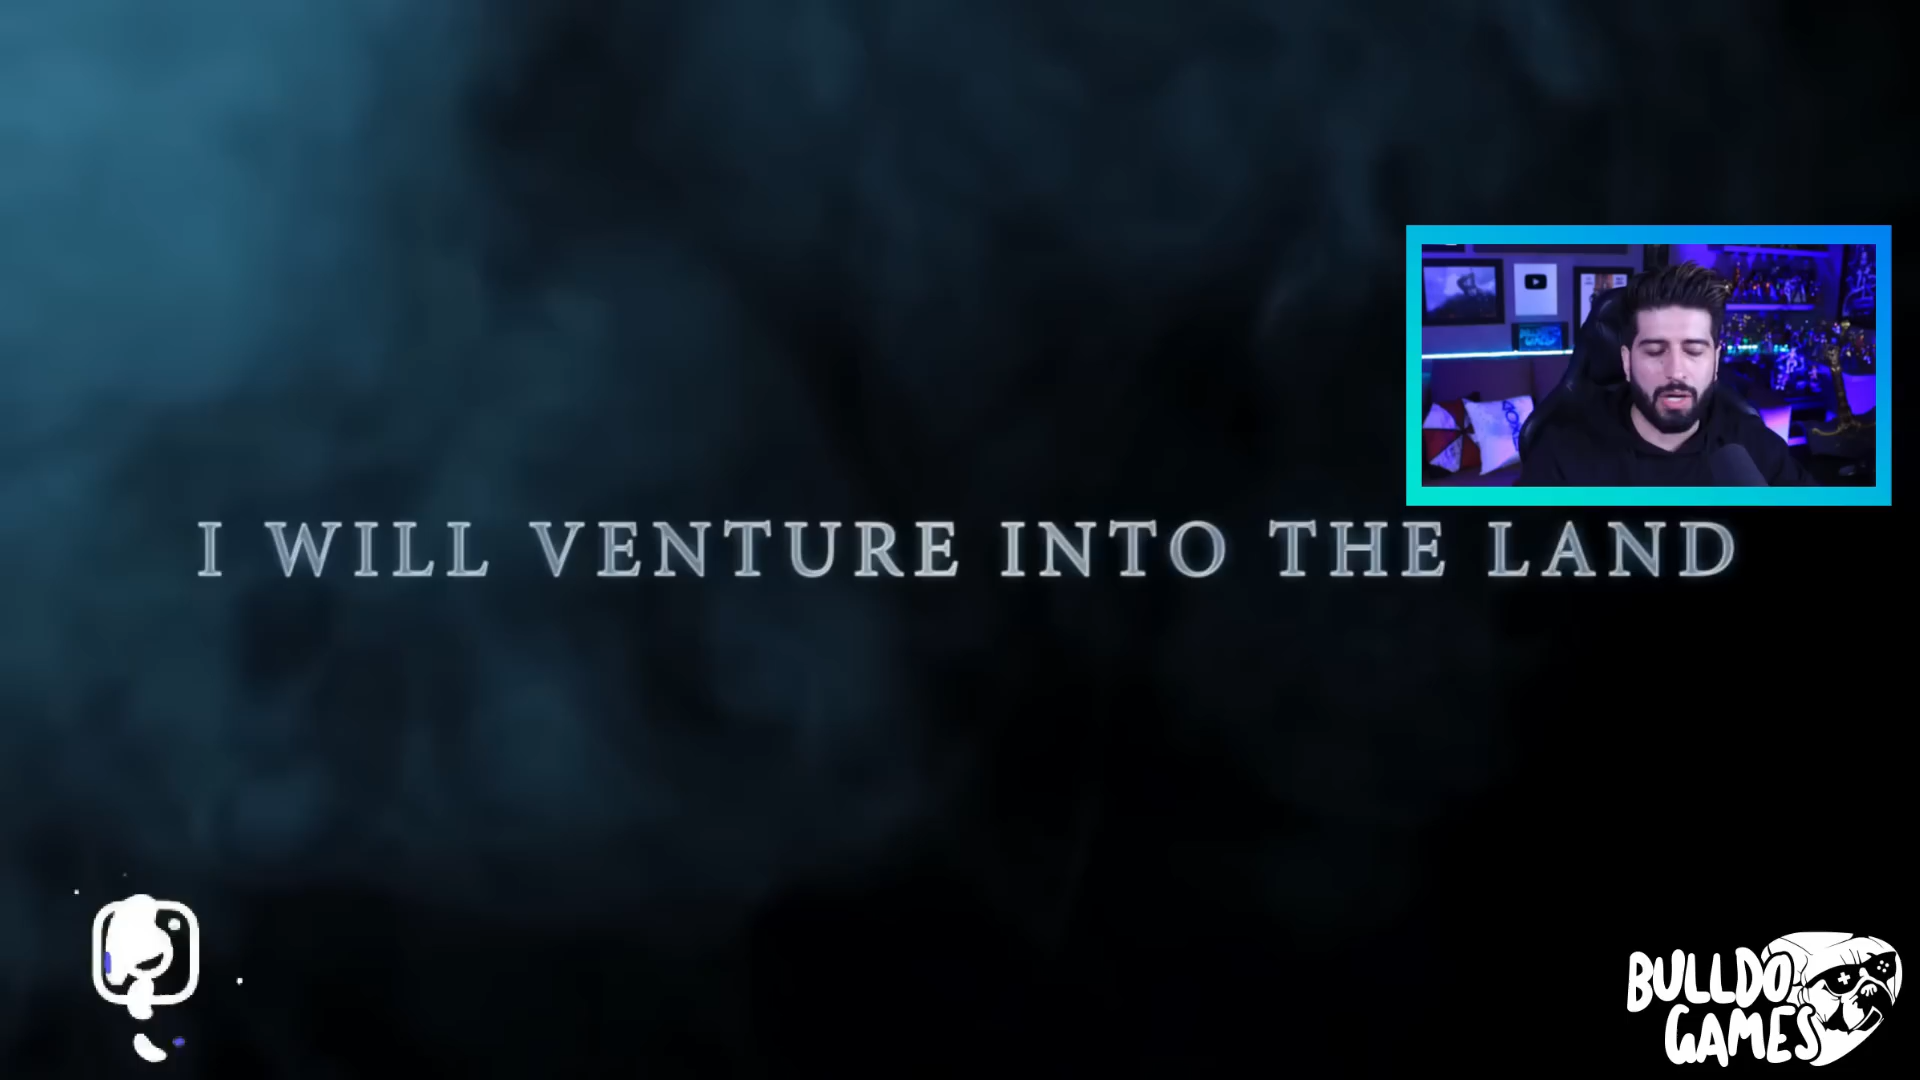 I WILL VENTURE INTO THE LAND
BULLDO
GAMES